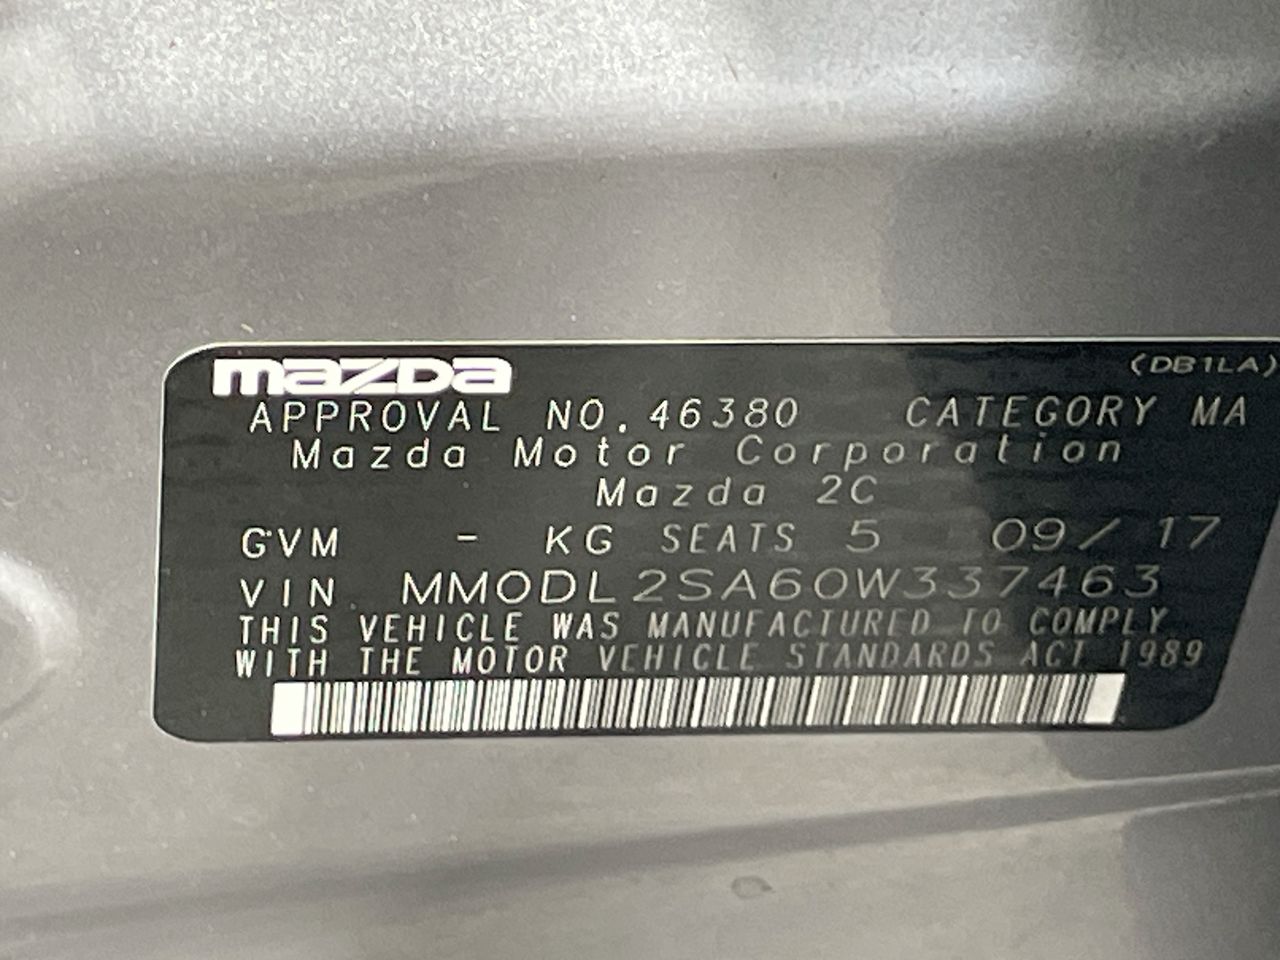 mazda (DB1LA)
APPROVAL NO. 46380 CATEGORY MA
Mazda Motor Corporation
Mazda 2C
GVM - KG SEATS 5 09/17
VIN MM0DL2SA60W337463
THIS VEHICLE WAS MANUFACTURED TO COMPLY
WITH THE MOTOR VEHICLE STANDARDS ACT 1989